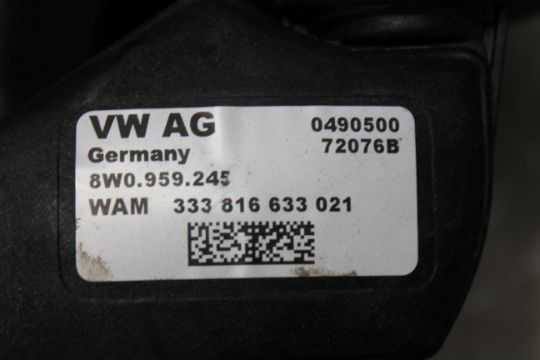 VW AG 0490500
Germany 72076B
8W0.959.245
WAM 333 816 633 021